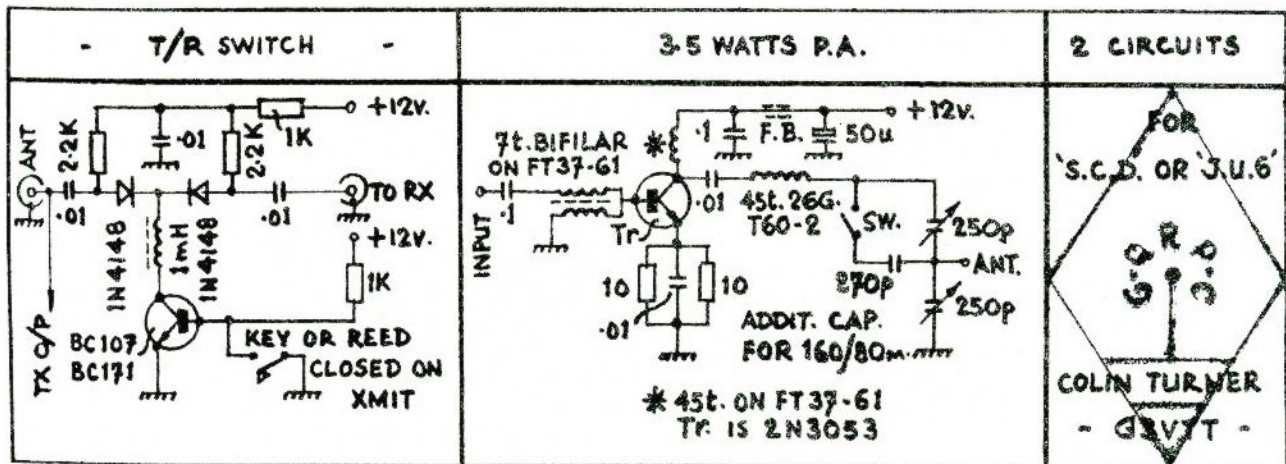 - T/R SWITCH -
3.5 WATTS P.A.
2 CIRCUITS
ANT
2.2K
.01
2.2K
1K
+12v.
.01
.01
TO RX
1N4148
1mH
1N4148
+12v.
1K
TX O/P
BC107
BC171
KEY OR REED
CLOSED ON
XMIT
7t. BIFILAR
ON FT37-61
*
.1
F.B.
50u
+12v.
INPUT
.1
Tr
.01
45t. 26G.
T60-2
SW.
250p
270p
ANT.
250p
10
.01
10
ADDIT. CAP.
FOR 160/80m.
* 45t. ON FT37-61
Tr. IS 2N3053
FOR
'S.C.D. OR 'J.U.6'
G-QRP
COLIN TURNER
- G3VTT -